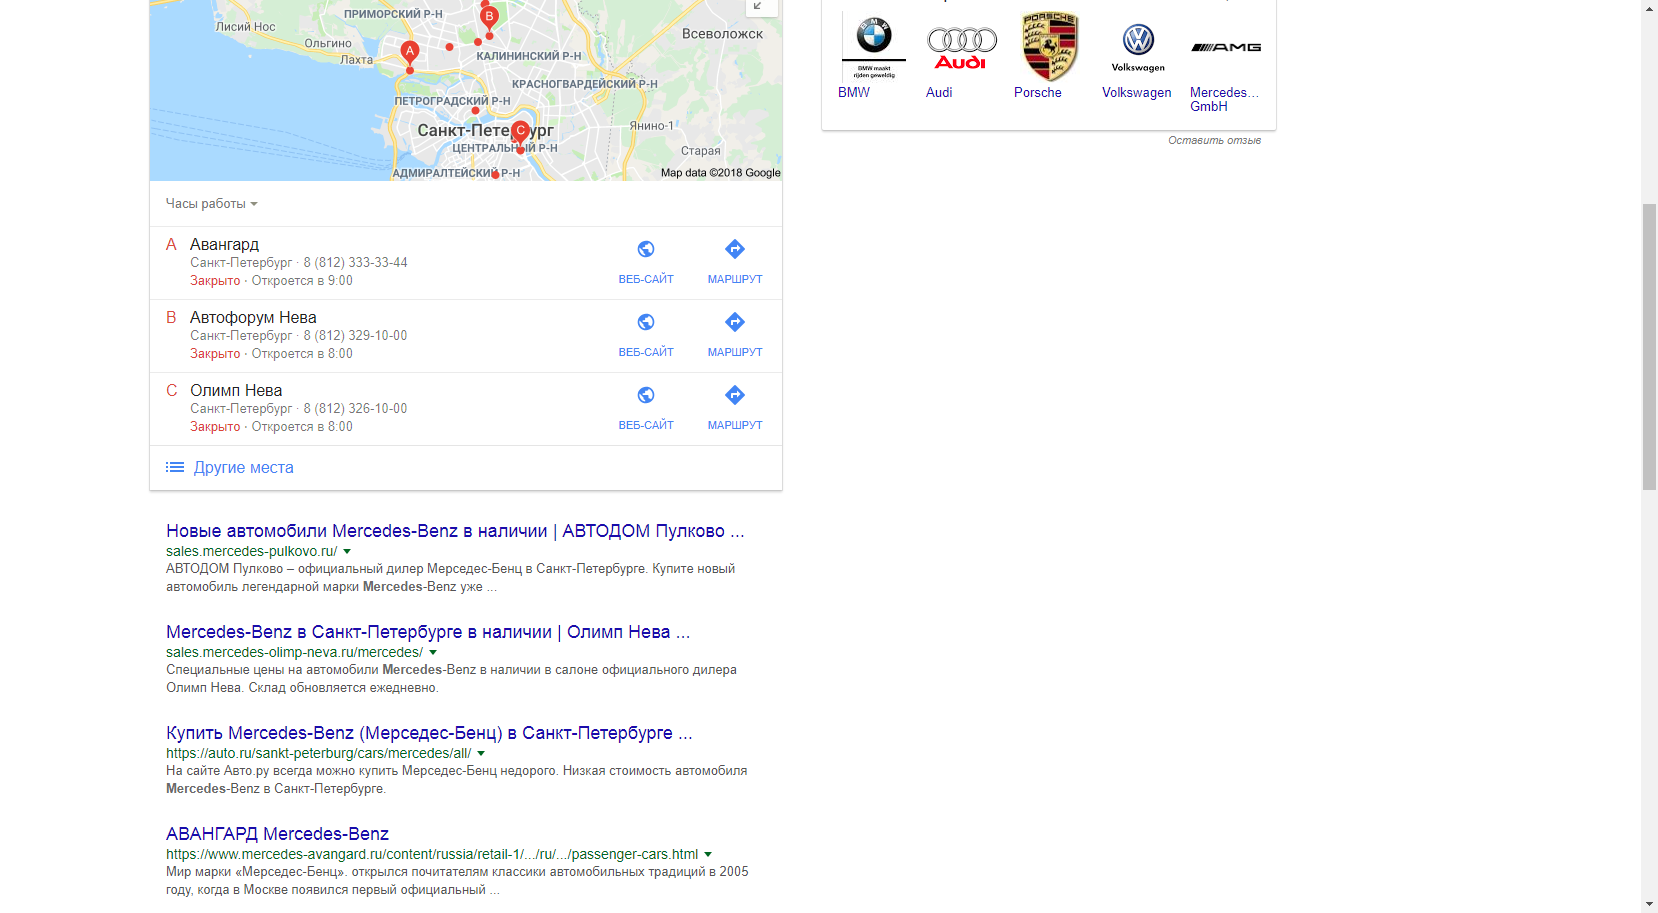 ПРИМОРСКИЙ Р-Н
B
Лисий Нос
Всеволожск
Ольгино
A
КАЛИНИНСКИЙ Р-Н
Лахта
КРАСНОГВАРДЕЙСКИЙ Р-Н
ПЕТРОГРАДСКИЙ Р-Н
Санкт-Петербург
C
Янино-1
ЦЕНТРАЛЬНЫЙ Р-Н
Старая
АДМИРАЛТЕЙСКИЙ Р-Н
Map data ©2018 Google
Часы работы
A Авангард
Санкт-Петербург · 8 (812) 333-33-44
Закрыто · Откроется в 9:00
ВЕБ-САЙТ
МАРШРУТ
B Автофорум Нева
Санкт-Петербург · 8 (812) 329-10-00
Закрыто · Откроется в 8:00
ВЕБ-САЙТ
МАРШРУТ
C Олимп Нева
Санкт-Петербург · 8 (812) 326-10-00
Закрыто · Откроется в 8:00
ВЕБ-САЙТ
МАРШРУТ
Другие места
Новые автомобили Mercedes-Benz в наличии | АВТОДОМ Пулково ...
sales.mercedes-pulkovo.ru/
АВТОДОМ Пулково – официальный дилер Мерседес-Бенц в Санкт-Петербурге. Купите новый
автомобиль легендарной марки Mercedes-Benz уже ...
Mercedes-Benz в Санкт-Петербурге в наличии | Олимп Нева ...
sales.mercedes-olimp-neva.ru/mercedes/
Специальные цены на автомобили Mercedes-Benz в наличии в салоне официального дилера
Олимп Нева. Склад обновляется ежедневно.
Купить Mercedes-Benz (Мерседес-Бенц) в Санкт-Петербурге ...
https://auto.ru/sankt-peterburg/cars/mercedes/all/
На сайте Авто.ру всегда можно купить Мерседес-Бенц недорого. Низкая стоимость автомобиля
Mercedes-Benz в Санкт-Петербурге.
АВАНГАРД Mercedes-Benz
https://www.mercedes-avangard.ru/content/russia/retail-1/.../ru/.../passenger-cars.html
Мир марки «Мерседес-Бенц». открылся почитателям классики автомобильных традиций в 2005
году, когда в Москве появился первый официальный ...
BMW
BMW maakt
rijden geweldig
Audi
PORSCHE
Volkswagen
AMG
BMW
Audi
Porsche
Volkswagen
Mercedes...
GmbH
Оставить отзыв